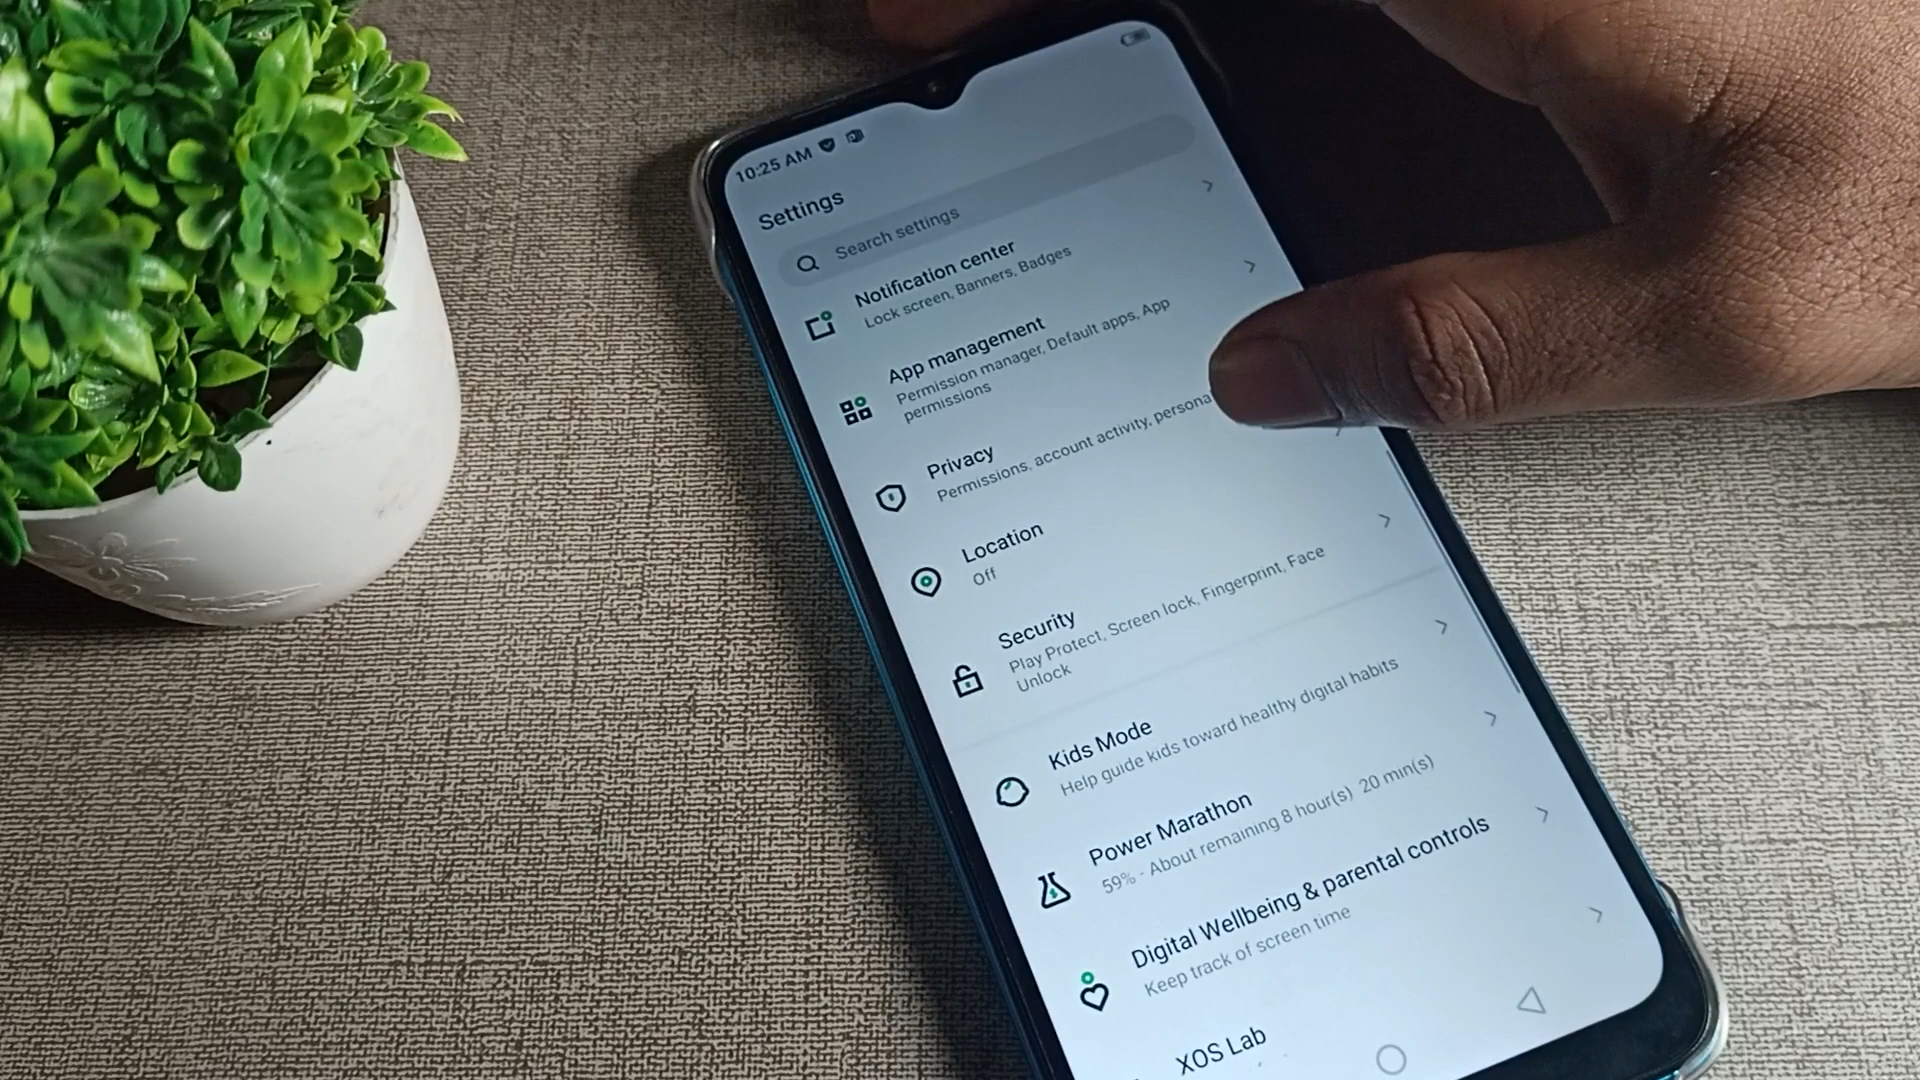 10:25 AM
Settings
Search settings
Notification center
Lock screen, Banners, Badges
App management
Permission manager, Default apps, App
permissions
Privacy
Permissions, account activity, persona
Location
Off
Security
Play Protect, Screen lock, Fingerprint, Face
Unlock
Kids Mode
Help guide kids toward healthy digital habits
Power Marathon
59% - About remaining 8 hour(s) 20 min(s)
Digital Wellbeing & parental controls
Keep track of screen time
XOS Lab